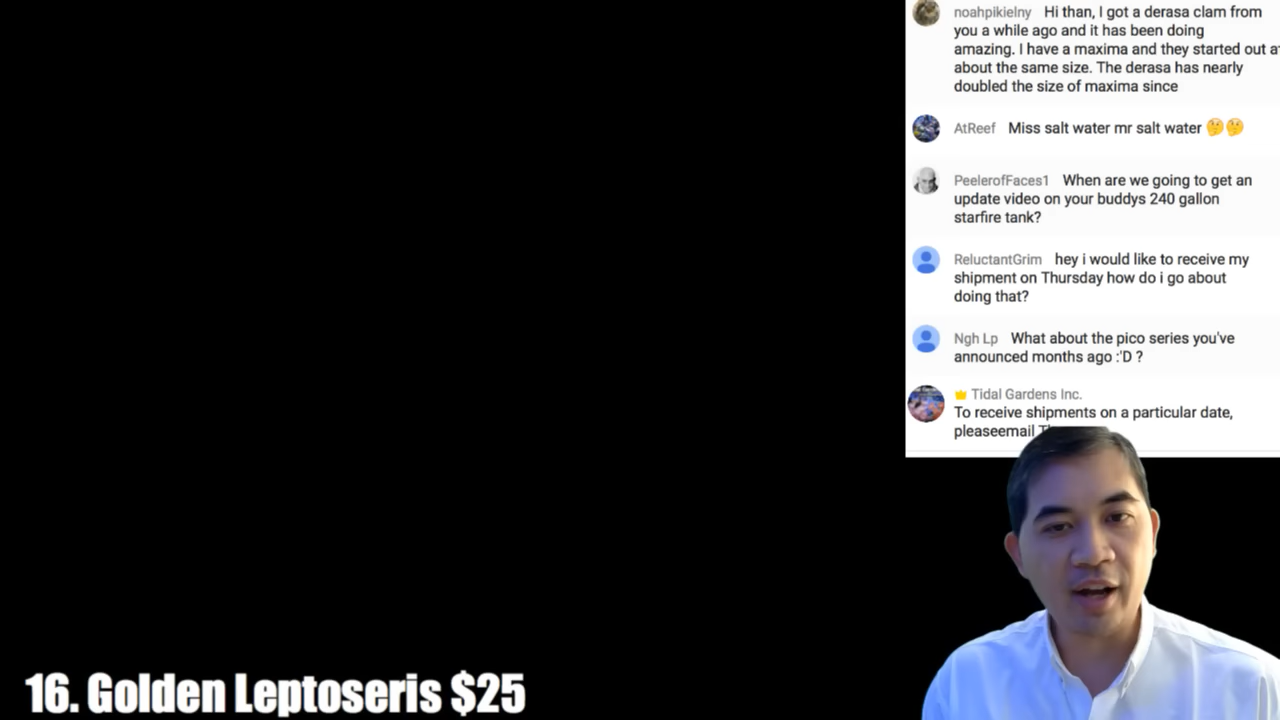 noahpikielny Hi than, I got a derasa clam from
you a while ago and it has been doing
amazing. I have a maxima and they started out
about the same size. The derasa has nearly
doubled the size of maxima since
AtReef Miss salt water mr salt water 🤔🤔
PeelerofFaces1 When are we going to get an
update video on your buddys 240 gallon
starfire tank?
ReluctantGrim hey i would like to receive my
shipment on Thursday how do i go about
doing that?
Ngh Lp What about the pico series you've
announced months ago :'D ?
Tidal Gardens Inc.
To receive shipments on a particular date,
pleaseemail
16. Golden Leptoseris $25